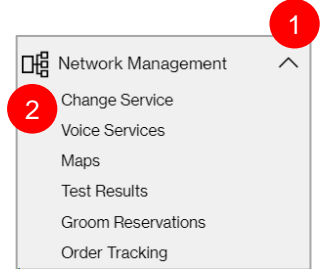 1
Network Management
2
Change Service
Voice Services
Maps
Test Results
Groom Reservations
Order Tracking